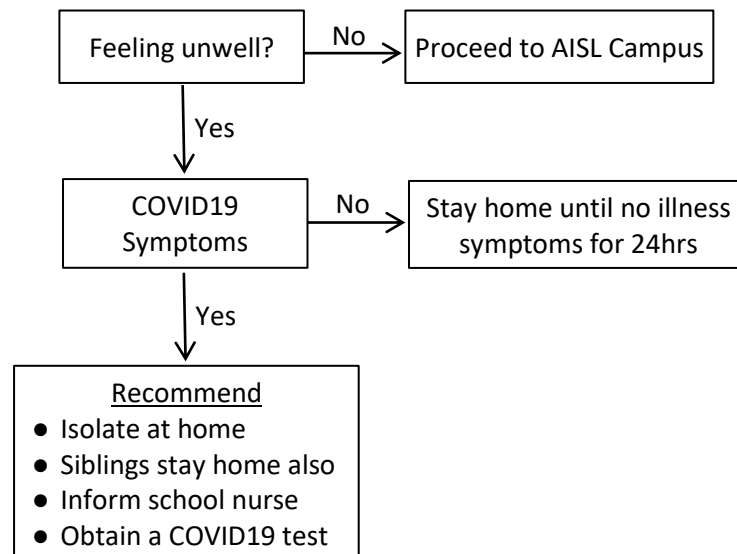 Feeling unwell?
No
Proceed to AISL Campus
Yes
COVID19
Symptoms
No
Stay home until no illness
symptoms for 24hrs
Yes
Recommend
● Isolate at home
● Siblings stay home also
● Inform school nurse
● Obtain a COVID19 test